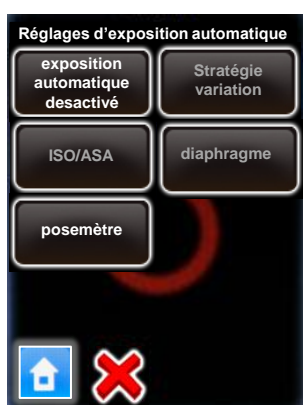 Réglages d'exposition automatique
exposition
automatique
desactivé
Stratégie
variation
ISO/ASA
diaphragme
posemètre